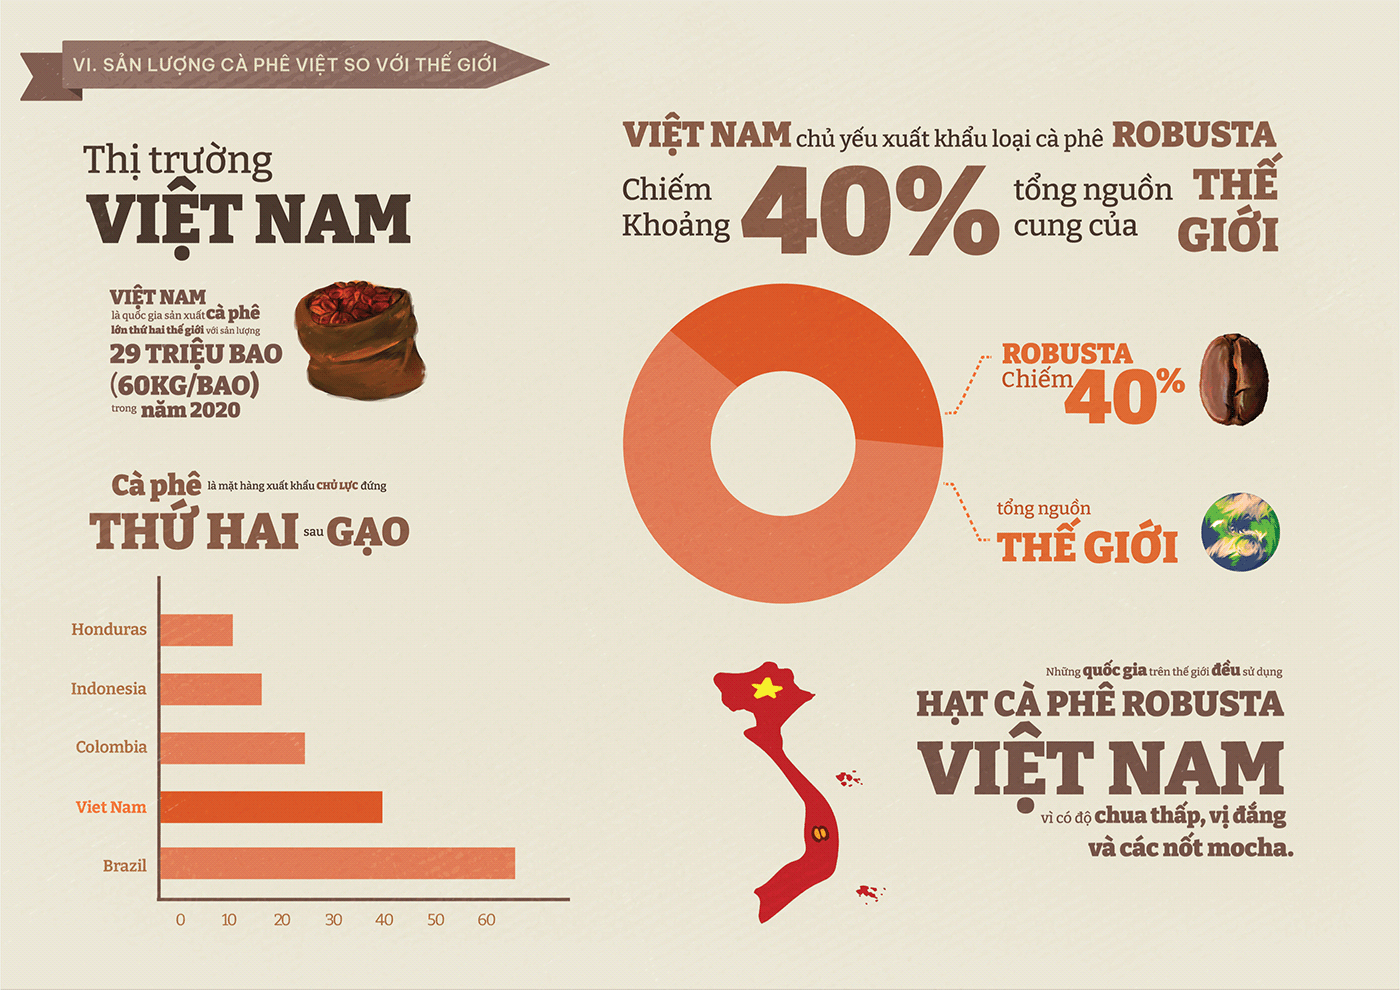 VI. SẢN LƯỢNG CÀ PHÊ VIỆT SO VỚI THẾ GIỚI
Thị trường
VIỆT NAM
VIỆT NAM
là quốc gia sản xuất cà phê
lớn thứ hai thế giới với sản lượng
29 TRIỆU BAO
(60KG/BAO)
trong năm 2020
Cà phê là mặt hàng xuất khẩu CHỦ LỰC đứng
THỨ HAI sau GẠO
Honduras
Indonesia
Colombia
Viet Nam
Brazil
0 10 20 30 40 50 60
VIỆT NAM chủ yếu xuất khẩu loại cà phê ROBUSTA
Chiếm Khoảng 40% tổng nguồn cung của THẾ GIỚI
ROBUSTA
Chiếm 40%
tổng nguồn
THẾ GIỚI
Những quốc gia trên thế giới đều sử dụng
HẠT CÀ PHÊ ROBUSTA
VIỆT NAM
vì có độ chua thấp, vị đắng
và các nốt mocha.